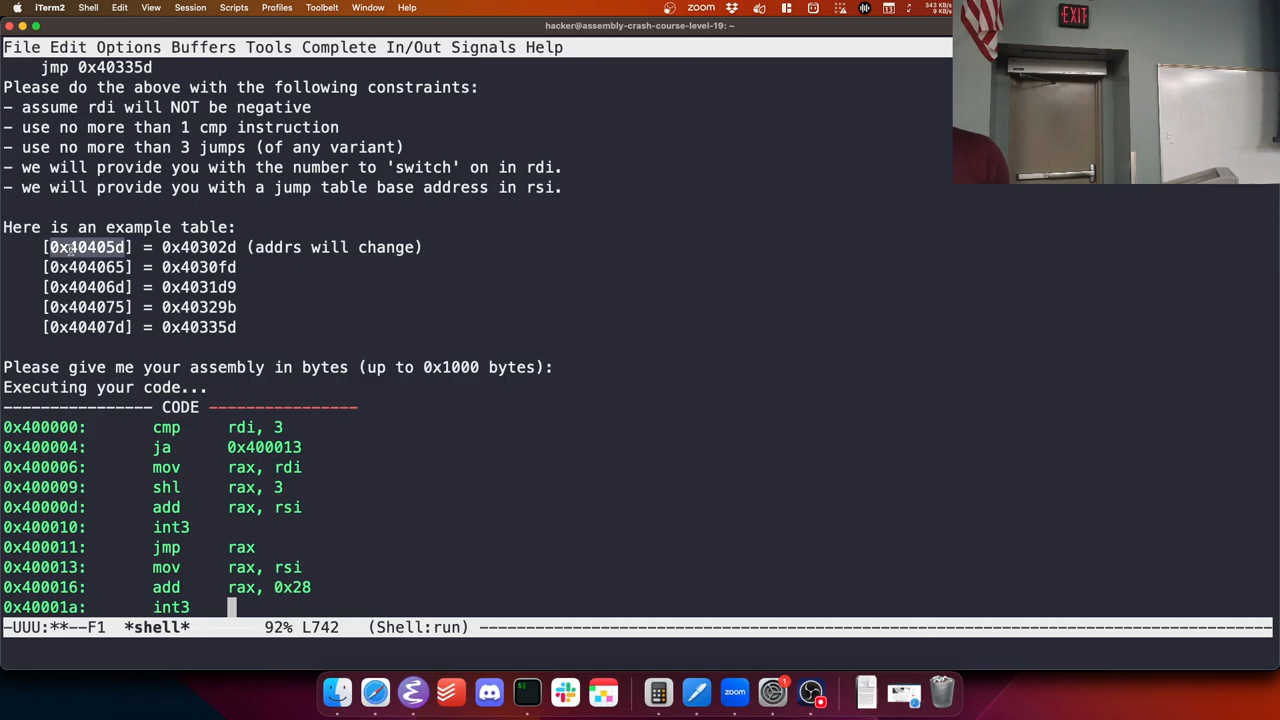 iTerm2 Shell Edit View Session Scripts Profiles Toolbelt Window Help zoom 13 343 KB/s 9 KB/s
hacker@assembly-crash-course-level-19: ~
File Edit Options Buffers Tools Complete In/Out Signals Help
    jmp 0x40335d
Please do the above with the following constraints:
- assume rdi will NOT be negative
- use no more than 1 cmp instruction
- use no more than 3 jumps (of any variant)
- we will provide you with the number to 'switch' on in rdi.
- we will provide you with a jump table base address in rsi.
Here is an example table:
    [0x40405d] = 0x40302d (addrs will change)
    [0x404065] = 0x4030fd
    [0x40406d] = 0x4031d9
    [0x404075] = 0x40329b
    [0x40407d] = 0x40335d
Please give me your assembly in bytes (up to 0x1000 bytes):
Executing your code...
---------------- CODE ----------------
0x400000: cmp rdi, 3
0x400004: ja 0x400013
0x400006: mov rax, rdi
0x400009: shl rax, 3
0x40000d: add rax, rsi
0x400010: int3
0x400011: jmp rax
0x400013: mov rax, rsi
0x400016: add rax, 0x28
0x40001a: int3
-UUU:**--F1 *shell* 92% L742 (Shell:run) ----------------
EXIT
zoom
1